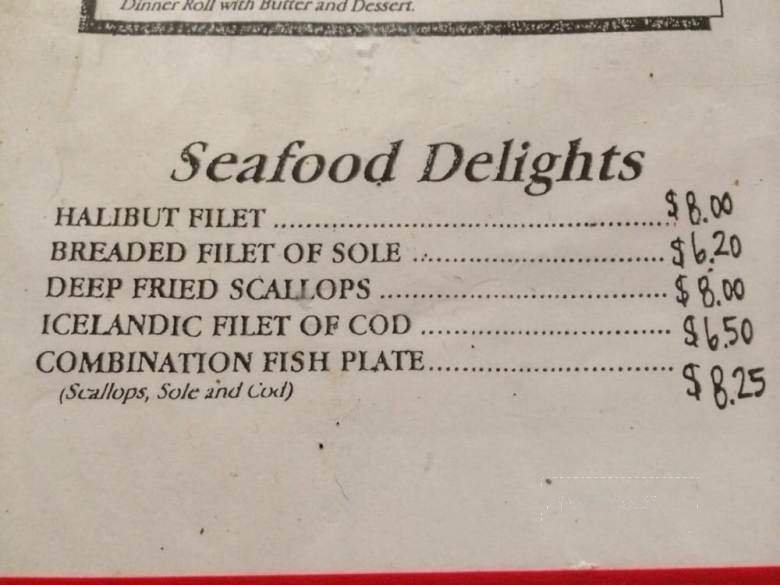 Dinner Roll with Butter and Dessert.
Seafood Delights
HALIBUT FILET ........................................................ $8.00
BREADED FILET OF SOLE ................................... $6.20
DEEP FRIED SCALLOPS ........................................ $8.00
ICELANDIC FILET OF COD ................................... $6.50
COMBINATION FISH PLATE................................... $8.25
(Scallops, Sole and Cod)